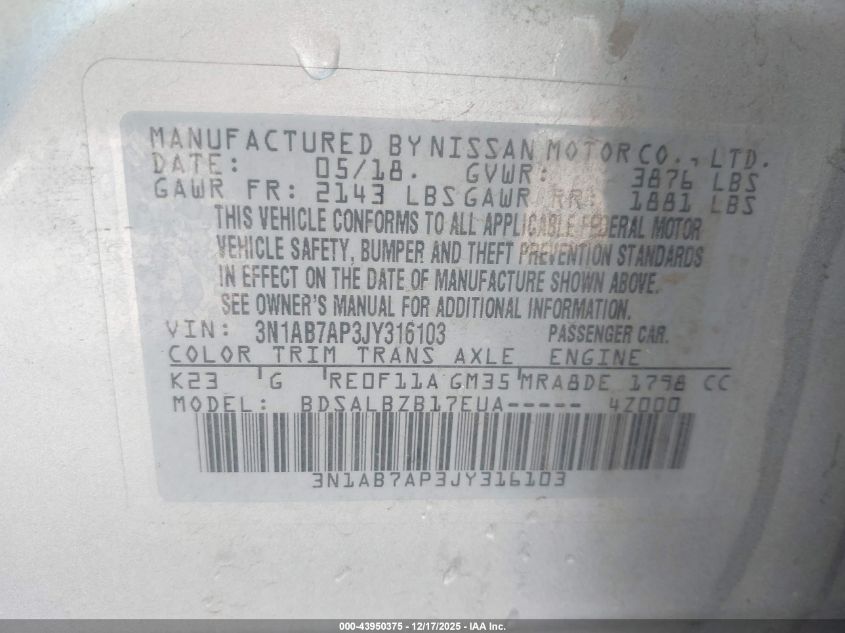 MANUFACTURED BY NISSAN MOTOR CO., LTD.
DATE: 05/18. GVWR: 3876 LBS
GAWR FR: 2143 LBS GAWR RR: 1881 LBS
THIS VEHICLE CONFORMS TO ALL APPLICABLE FEDERAL MOTOR
VEHICLE SAFETY, BUMPER AND THEFT PREVENTION STANDARDS
IN EFFECT ON THE DATE OF MANUFACTURE SHOWN ABOVE.
SEE OWNER'S MANUAL FOR ADDITIONAL INFORMATION.
VIN: 3N1AB7AP3JY316103 PASSENGER CAR.
COLOR TRIM TRANS AXLE ENGINE
K23 G RE0F11A GM35 MRA8DE 1798 CC
MODEL: BDSALBZB17EUA----- 4Z000
3N1AB7AP3JY316103
000-43950375 - 12/17/2025 - IAA Inc.